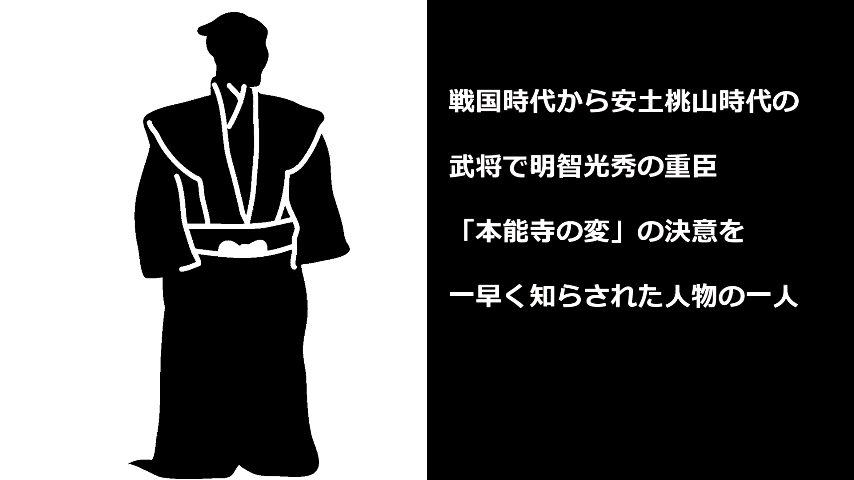 戦国時代から安土桃山時代の
武将で明智光秀の重臣
「本能寺の変」の決意を
一早く知らされた人物の一人